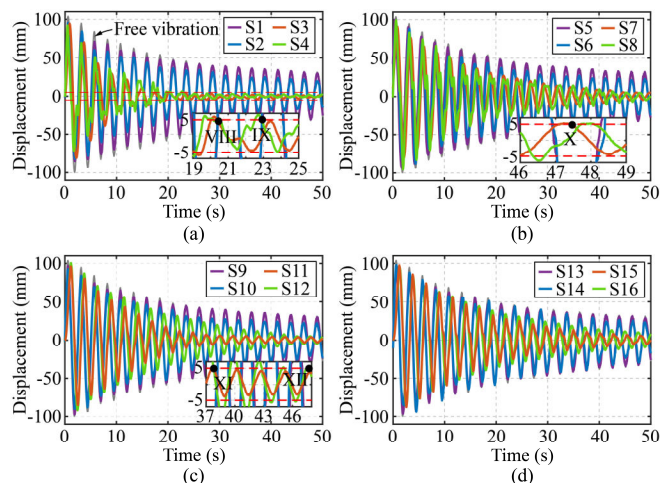 Displacement (mm)
100
50
0
-50
-100
Free vibration
S1 S3
S2 S4
5
-5
VIII IX
19 21 23 25
0 10 20 30 40 50
Time (s)
(a)
Displacement (mm)
100
50
0
-50
-100
S5 S7
S6 S8
5
-5
X
46 47 48 49
0 10 20 30 40 50
Time (s)
(b)
Displacement (mm)
100
50
0
-50
-100
S9 S11
S10 S12
5
-5
XI XII
37 40 43 46
0 10 20 30 40 50
Time (s)
(c)
Displacement (mm)
100
50
0
-50
-100
S13 S15
S14 S16
0 10 20 30 40 50
Time (s)
(d)